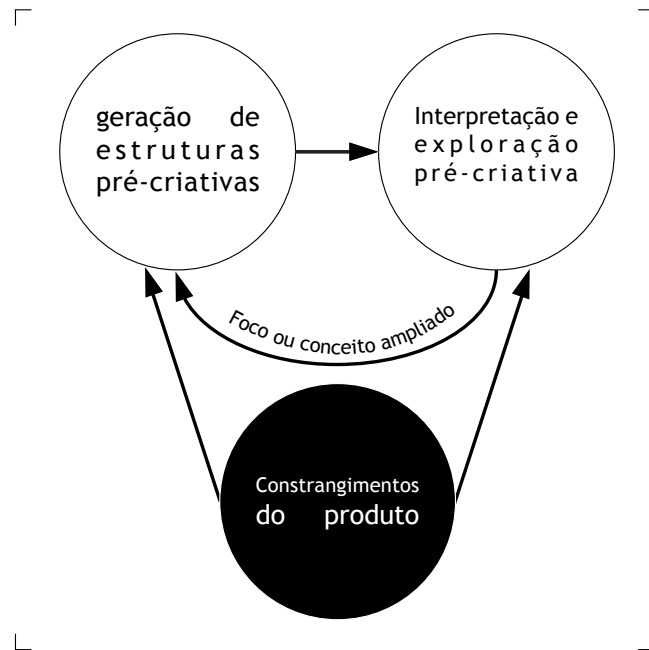 geração de
estruturas
pré-criativas
Interpretação e
exploração
pré-criativa
Foco ou conceito ampliado
Constrangimentos
do produto